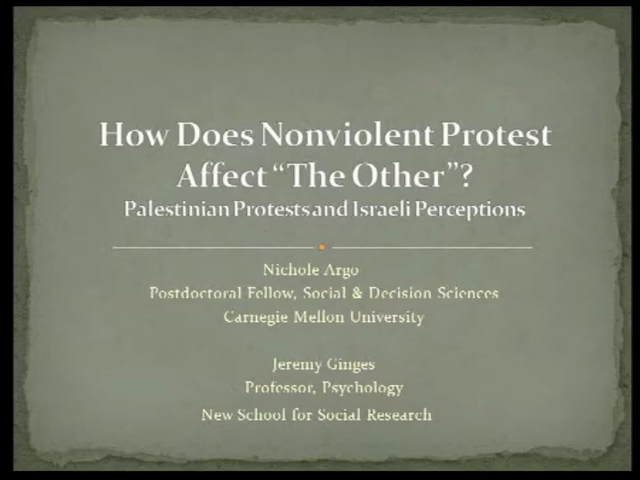 How Does Nonviolent Protest
Affect “The Other”?
Palestinian Protests and Israeli Perceptions
Nichole Argo
Postdoctoral Fellow, Social & Decision Sciences
Carnegie Mellon University
Jeremy Ginges
Professor, Psychology
New School for Social Research